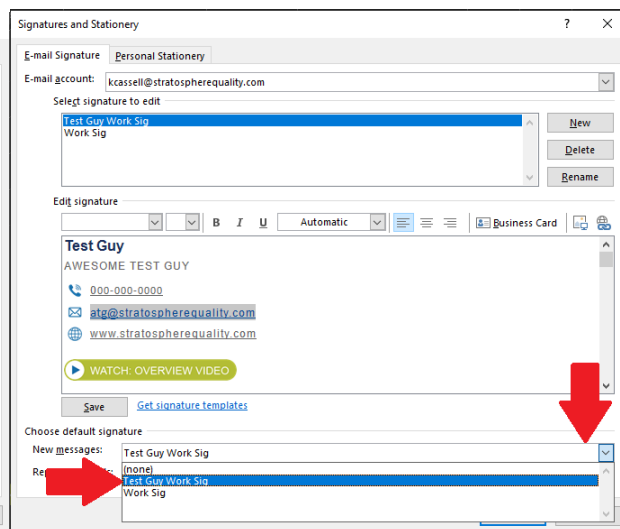 Signatures and Stationery ? ×
E-mail Signature Personal Stationery
E-mail account: kcassell@stratospherequality.com
Select signature to edit
Test Guy Work Sig
Work Sig
New
Delete
Rename
Edit signature
B I U Automatic Business Card
Test Guy
AWESOME TEST GUY
000-000-0000
atg@stratospherequality.com
www.stratospherequality.com
WATCH: OVERVIEW VIDEO
Save Get signature templates
Choose default signature
New messages: Test Guy Work Sig
(none)
Test Guy Work Sig
Work Sig